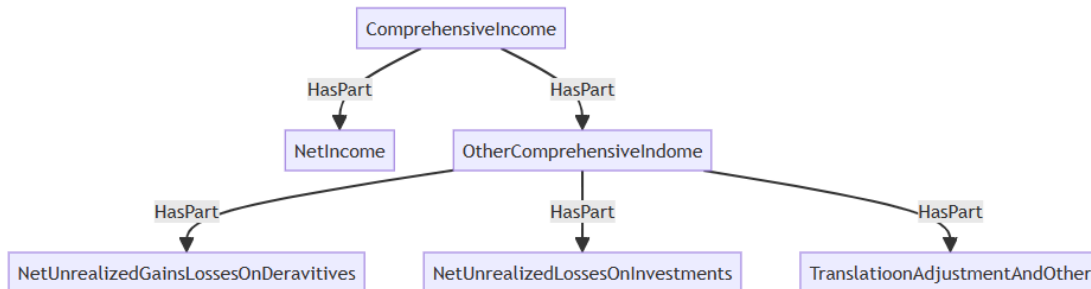 ComprehensiveIncome
HasPart HasPart
NetIncome OtherComprehensiveIndome
HasPart HasPart HasPart
NetUnrealizedGainsLossesOnDeravitives NetUnrealizedLossesOnInvestments TranslatioonAdjustmentAndOther